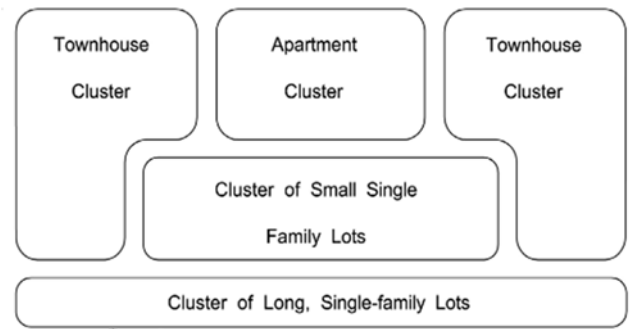 Townhouse
Cluster
Apartment
Cluster
Townhouse
Cluster
Cluster of Small Single
Family Lots
Cluster of Long, Single-family Lots